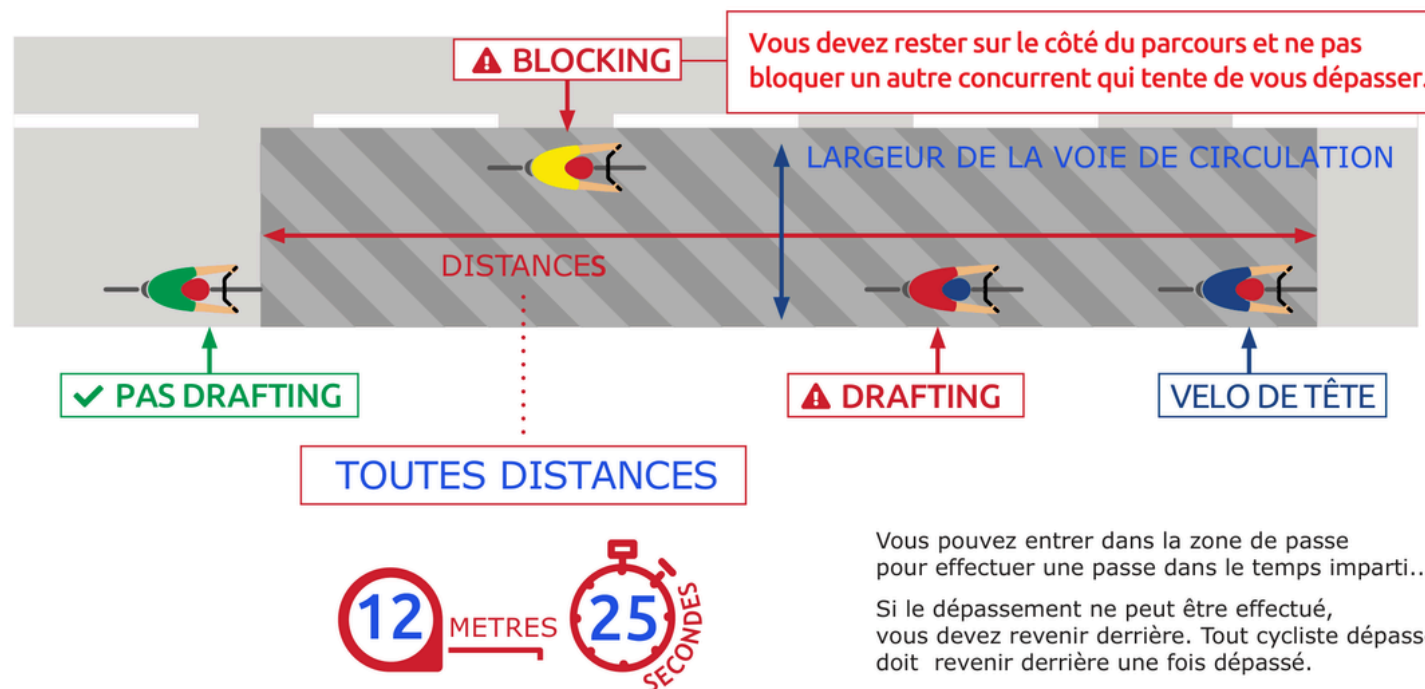 BLOCKING
Vous devez rester sur le côté du parcours et ne pas
bloquer un autre concurrent qui tente de vous dépasser.
LARGEUR DE LA VOIE DE CIRCULATION
DISTANCES
PAS DRAFTING
DRAFTING
VELO DE TÊTE
TOUTES DISTANCES
12 METRES
25 SECONDES
Vous pouvez entrer dans la zone de passe
pour effectuer une passe dans le temps imparti..
Si le dépassement ne peut être effectué,
vous devez revenir derrière. Tout cycliste dépass
doit revenir derrière une fois dépassé.